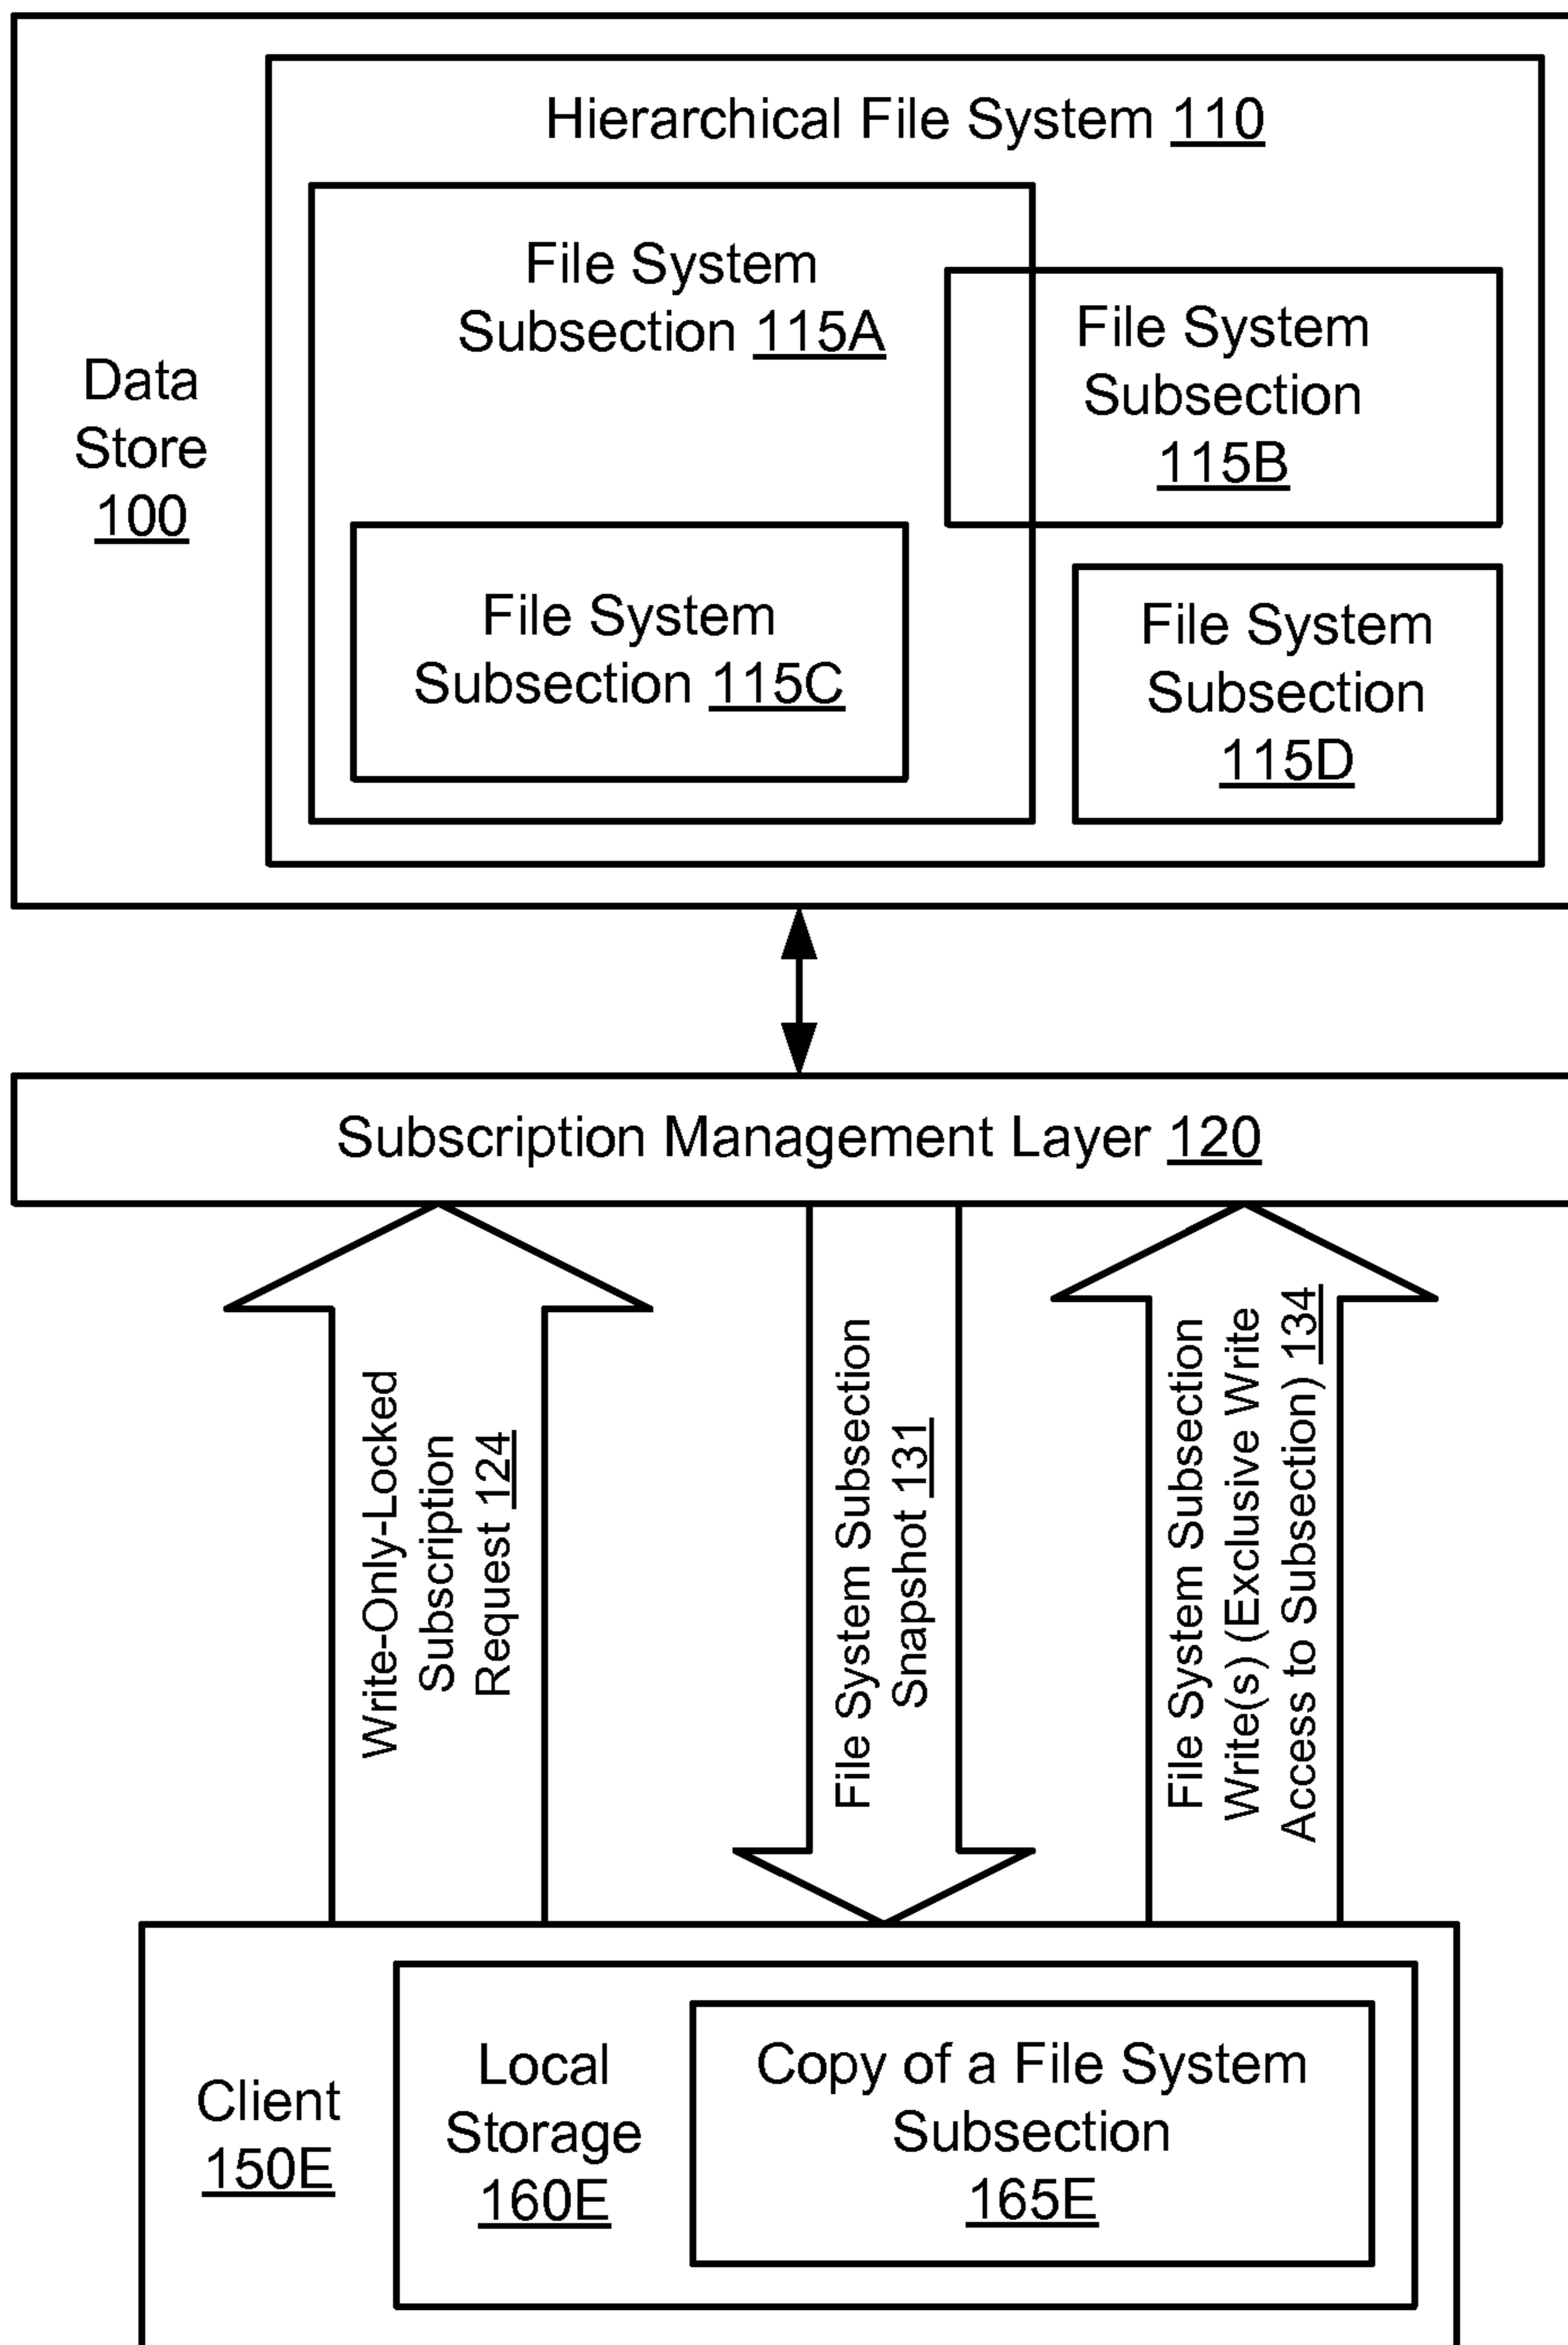 Hierarchical File System 110
File System
Subsection 115A
File System
Subsection
115B
Data
Store
100
File System
Subsection 115C
File System
Subsection
115D
Subscription Management Layer 120
Write-Only-Locked
Subscription
Request 124
File System Subsection
Snapshot 131
File System Subsection
Write(s) (Exclusive Write
Access to Subsection) 134
Client
150E
Local
Storage
160E
Copy of a File System
Subsection
165E